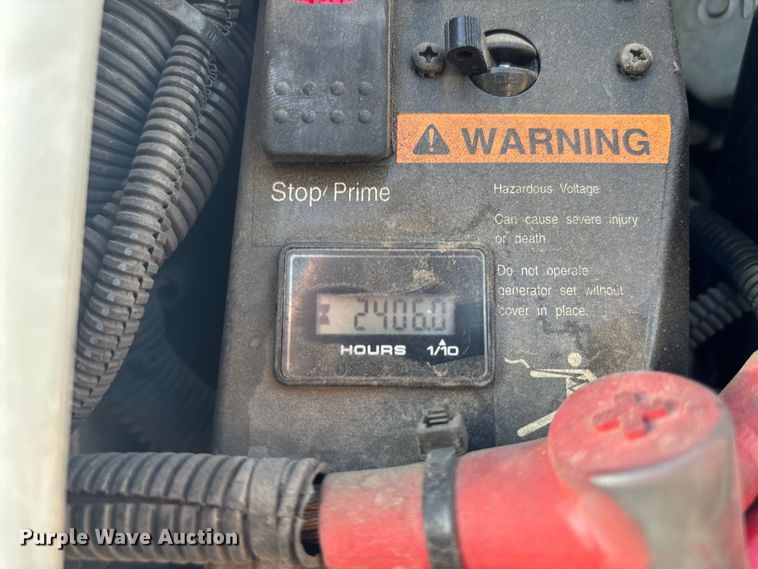 WARNING
Stop/ Prime
Hazardous Voltage
Can cause severe injury
or death.
Do not operate
generator set without
cover in place.
2406.0
HOURS 1/10
Purple Wave Auction